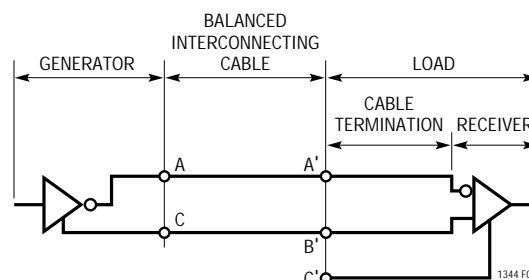 BALANCED
INTERCONNECTING
GENERATOR CABLE LOAD
CABLE
TERMINATION RECEIVER
A A'
C B'
C' 1344